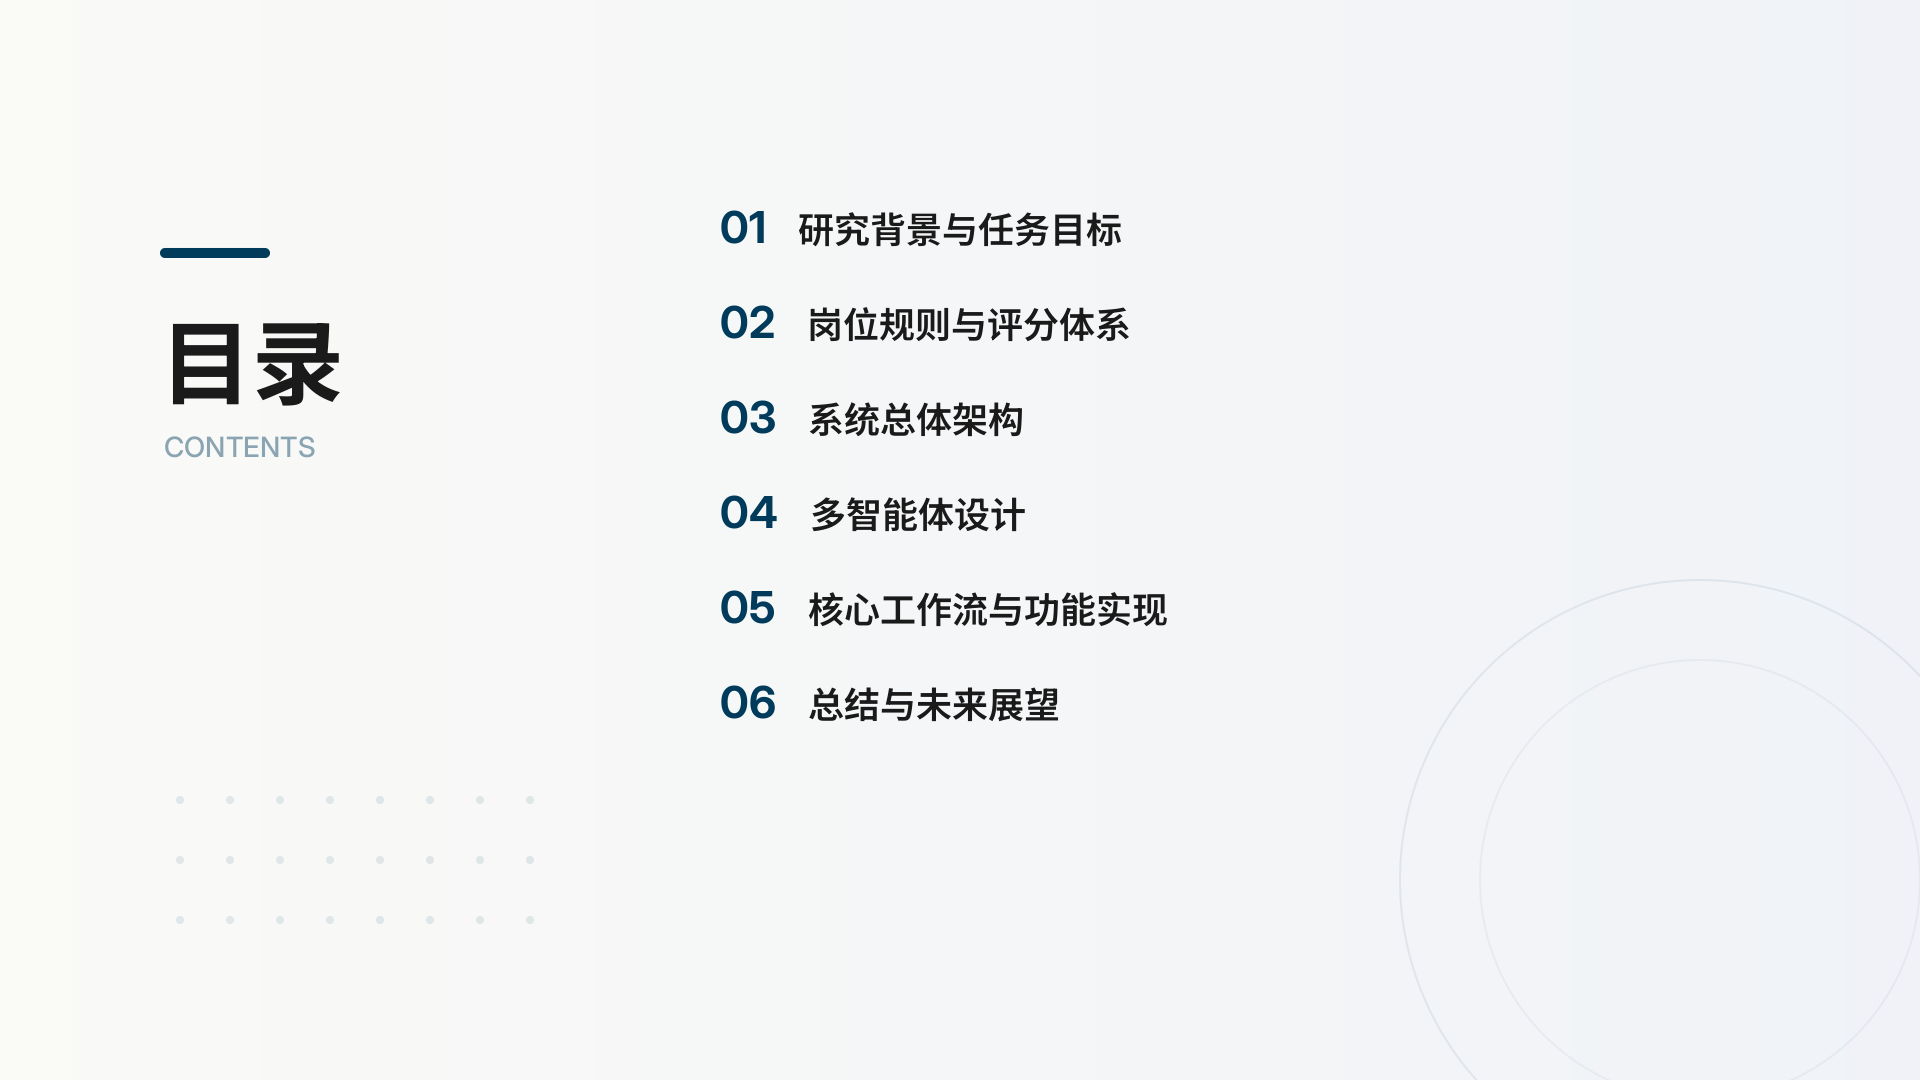 目录
CONTENTS
01 研究背景与任务目标
02 岗位规则与评分体系
03 系统总体架构
04 多智能体设计
05 核心工作流与功能实现
06 总结与未来展望